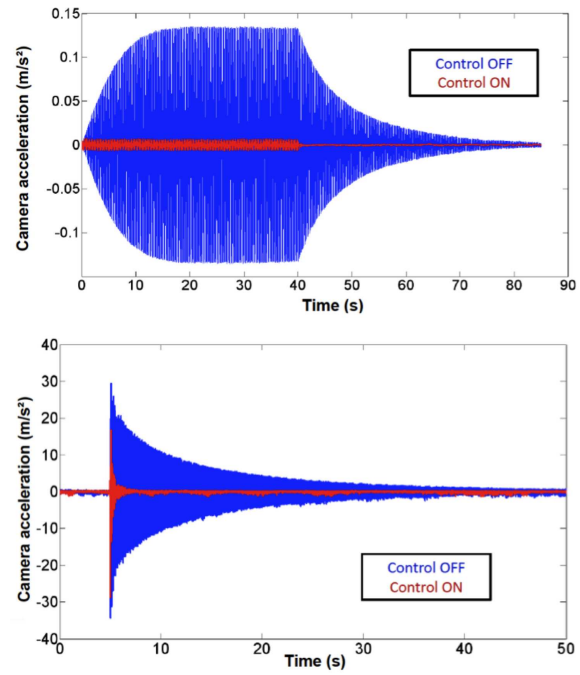 Camera acceleration (m/s²)
0.15
0.1
0.05
0
-0.05
-0.1
Control OFF
Control ON
0 10 20 30 40 50 60 70 80 90
Time (s)
Camera acceleration (m/s²)
40
30
20
10
0
-10
-20
-30
-40
Control OFF
Control ON
0 10 20 30 40 50
Time (s)